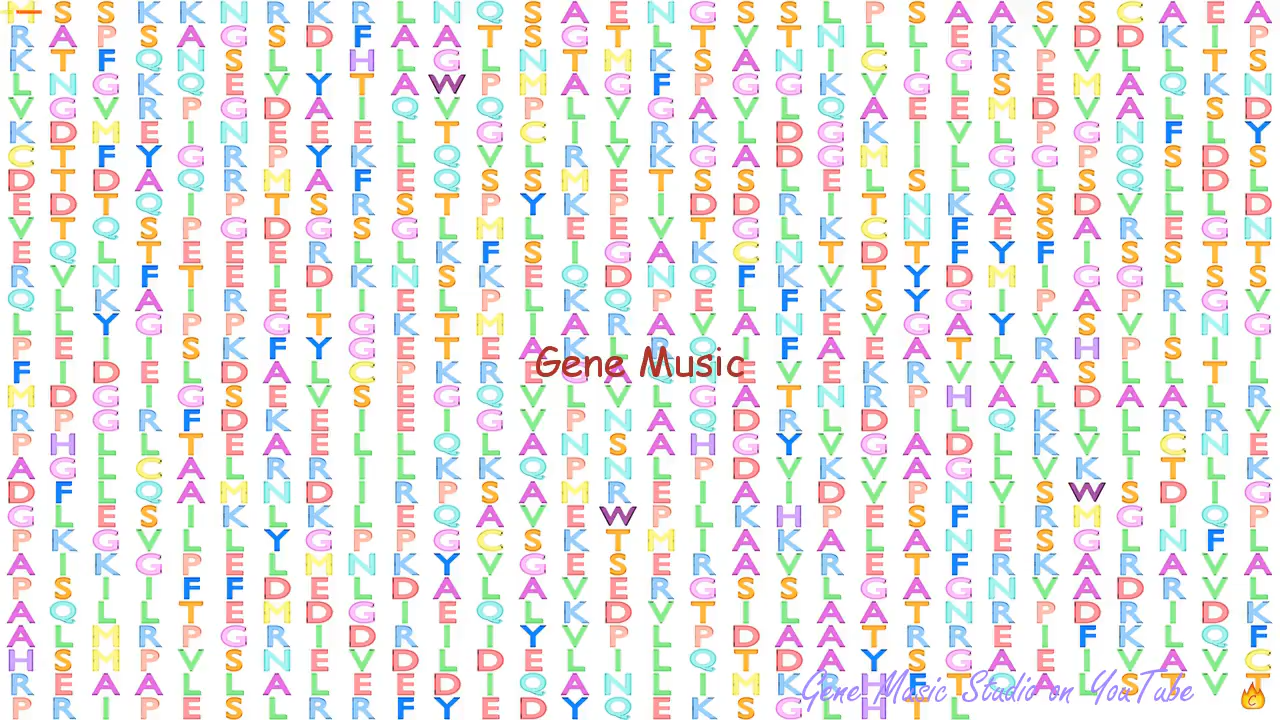 H S S K K N R K R L N Q S A E N G S S L P S A A S S C A E A
R A P S A G S D F A A T S G T L T V T N L L E K V D D K I P
K T F Q N S L I H L G L N T M K S A N I C I G R P S L L T S
L N G K Q E V Y T A W P M A G F P G G K V G L S E M A Q K N
V G V R P G D A I Q V Q P L V G A V L L A E E M D V A L S D
K D M E I N E E E L T G C I L R K L D G K I V L P G N F L Y
C T F Y G R P Y K L Q V L R V K G A D G M I L G G P Q S D S
D T D A Q R M A F E Q S S M E T S S L E L S L Q L S A D D L
E D T Q I P T S R S T P Y K P I D D R I T N K A S D V L L D
V T Q S P G D G S G L M L E E V T G L K C N F E S A I R E G
E Q L T E E G R L L K F S I G A K C N T D T F Y F I S S T T
R V N F T E I D K N S K E Q D N Q F N K T Y D M I G G S S S
Q L K A I R E I I E L P L K Q P E L F K S Y G I P A L R G V
L L Y G P P G T G K T M I A R A V A N E V G A Y V S V I N G
P E I I S K F Y G E T E A K L R Q I F A E A T L R H P S I I
F I D E L D A L C P K R E G A Q N E V E K R V V A S L L T L
M D G I G S E V S E G Q V L V L G A T N R P H A L D A A L R
R P G R F D K E I E I G V P N A Q D R L D I L Q K L L R R V
P H L L T E A E L L Q L A N S A H G Y V G A D L K V L C N E
A G L C A L R R I L K K Q P N L P D V K V A G L V K I T L K
D F L Q A M N D I R P S A M R E I A I D V P N V S W S D I G
G L E S I K L K L E Q A V E W P L K H P E S F I R M G I Q P
P K G V L L Y G P P G C S K T M I A K A L A N E S G L N F L
A I K G P E L M N K Y V G E S E R A V R E T F R K A R A V A
P S I I F F D E L D A L A V E R G S S L G A G N V A D R V L
A Q L L T E M D G I E Q L K D V T I L A A T N R P D R I D K
A L M R P G R I D R I I Y V P L P D A A T R R E I F K L Q F
H S M P V S N E V D L D E L I L Q T D A Y S G A E I V A V C
R E A A L L A L E D I Q A N L I M K R H F T Q A L S T V
P R I P E S L R R F Y E D Y Q E K S G L H T L
Gene Music
Gene Music Studio on YouTube